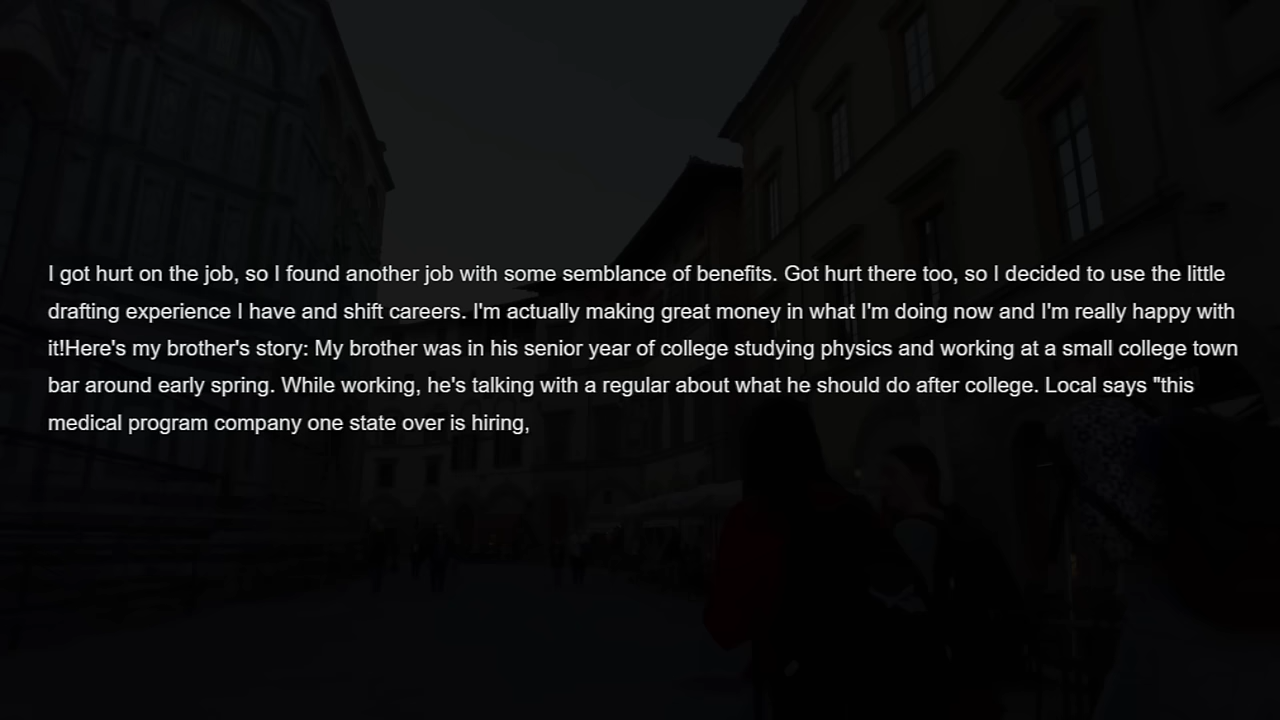 I got hurt on the job, so I found another job with some semblance of benefits. Got hurt there too, so I decided to use the little
drafting experience I have and shift careers. I'm actually making great money in what I'm doing now and I'm really happy with
it!Here's my brother's story: My brother was in his senior year of college studying physics and working at a small college town
bar around early spring. While working, he's talking with a regular about what he should do after college. Local says "this
medical program company one state over is hiring,